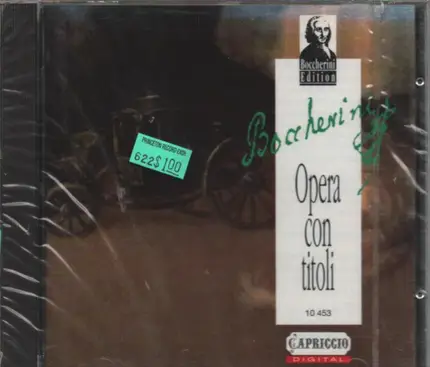 Boccherini
Edition
Boccherini
PRINCETON RECORD EXCH
622$1.00
Opera
con
titoli
10 453
CAPRICCIO
DIGITAL